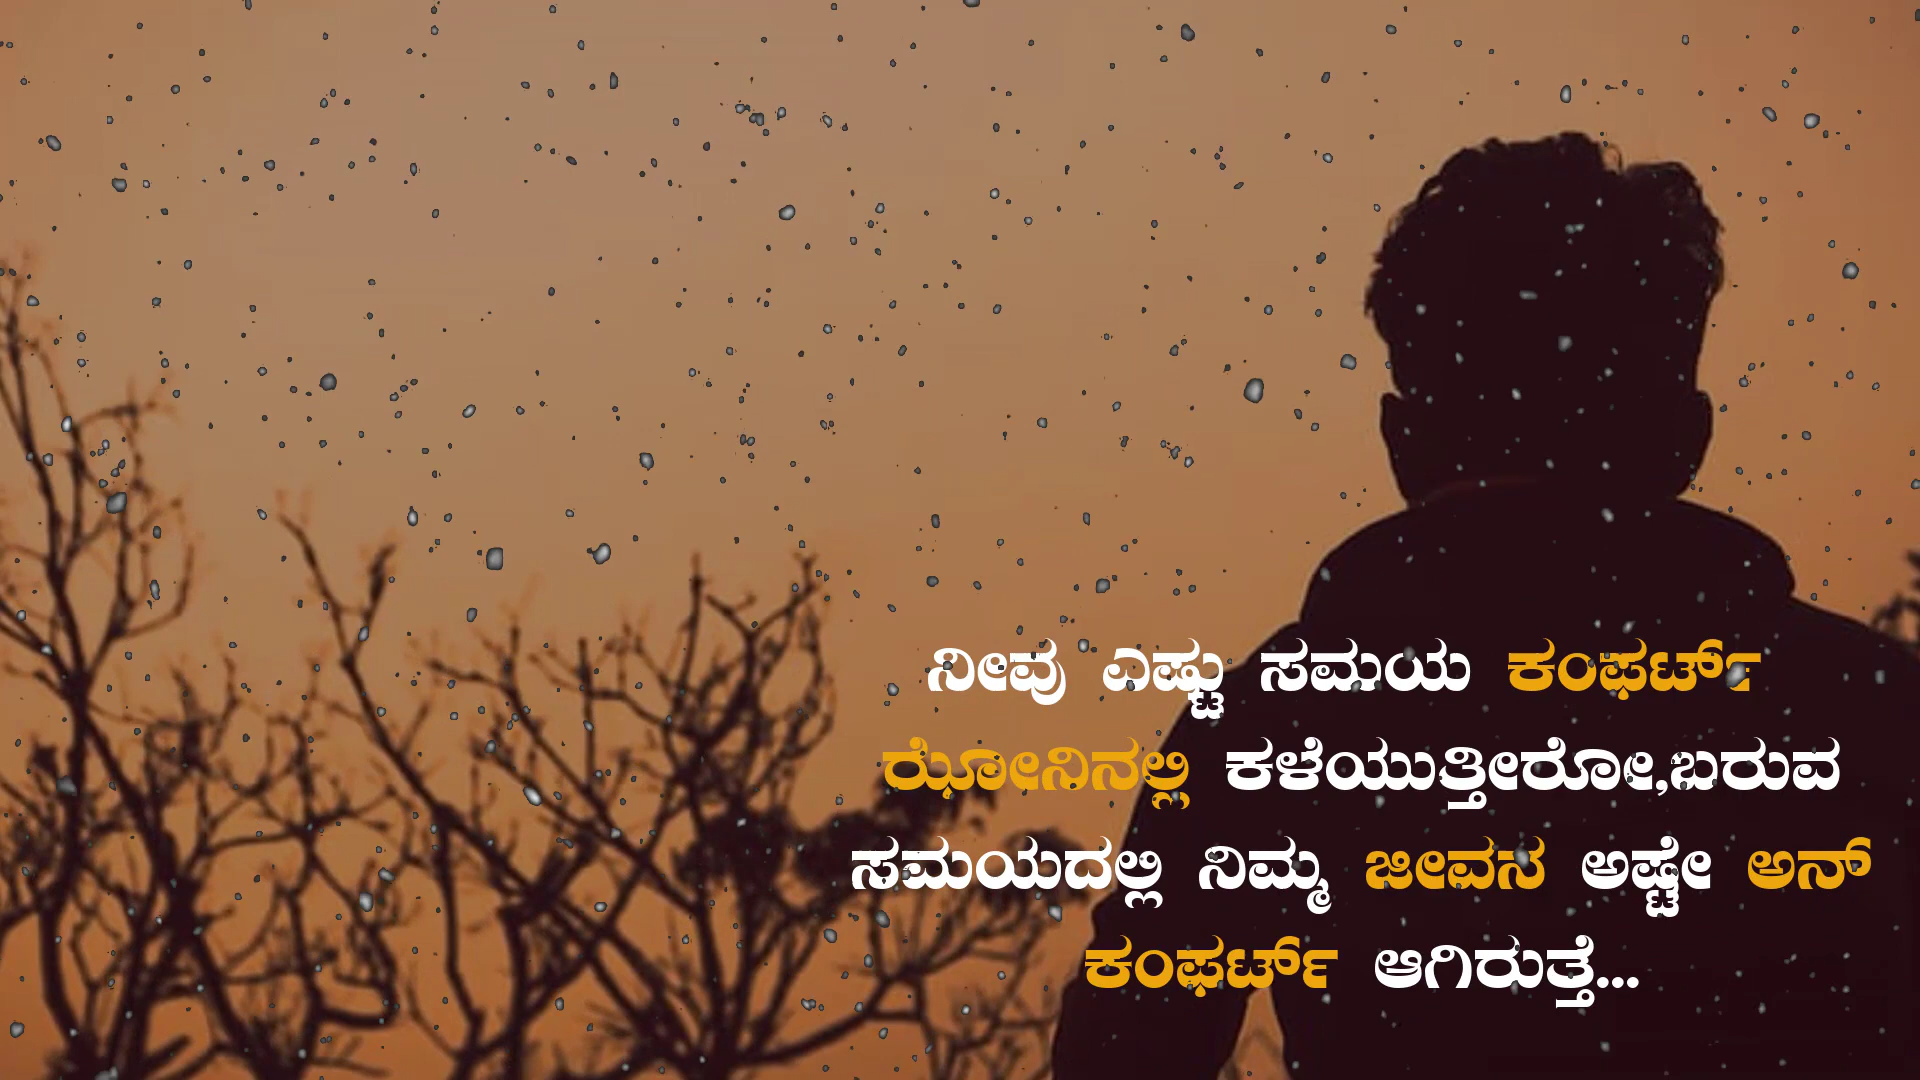 ನೀವು ಎಷ್ಟು ಸಮಯ ಕಂಫರ್ಟ್
ಝೋನಿನಲ್ಲಿ ಕಳೆಯುತ್ತೀರೋ,ಬರುವ
ಸಮಯದಲ್ಲಿ ನಿಮ್ಮ ಜೀವನ ಅಷ್ಟೇ ಅನ್
ಕಂಫರ್ಟ್ ಆಗಿರುತ್ತೆ...